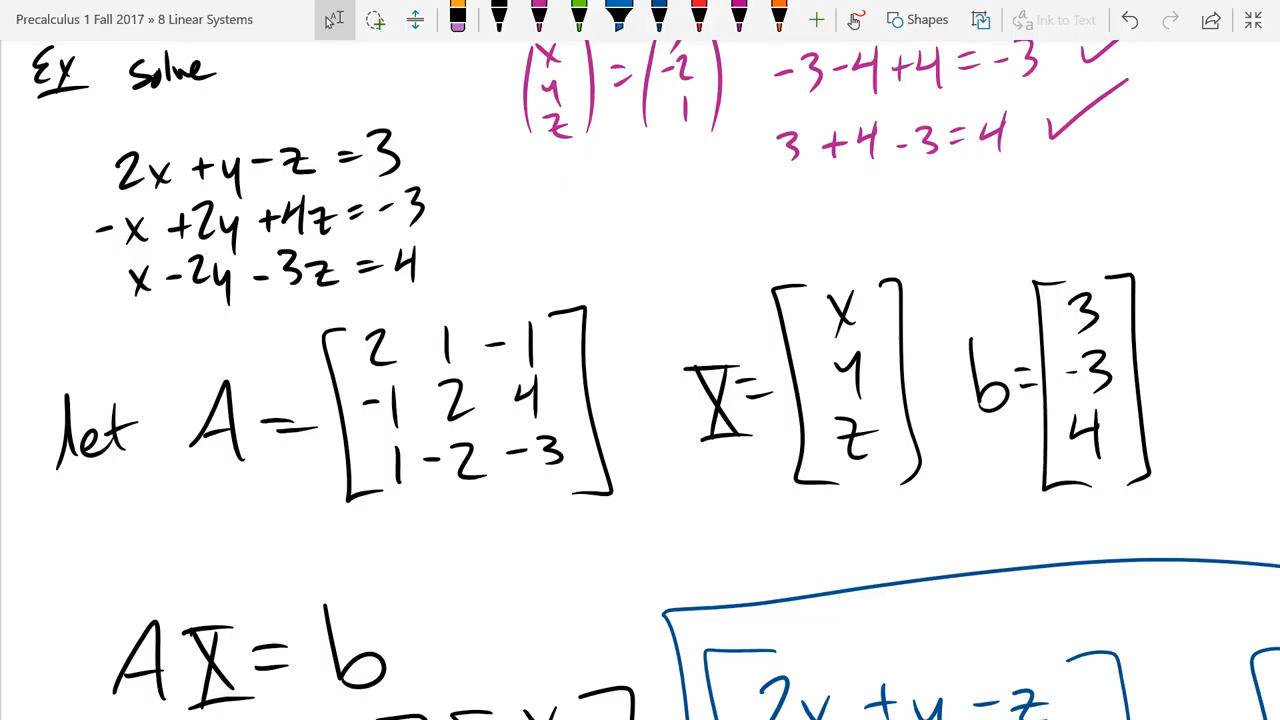 Precalculus 1 Fall 2017 » 8 Linear Systems
Shapes
Ink to Text
Ex solve
2x + y - z = 3
-x + 2y + 4z = -3
x - 2y - 3z = 4
x
y
z
=
-2
1
-3 - 4 + 4 = -3 ✓
3 + 4 - 3 = 4 ✓
let A =
2 1 -1
-1 2 4
1 -2 -3
X =
x
y
z
b =
3
-3
4
AX = b
2x + y - z